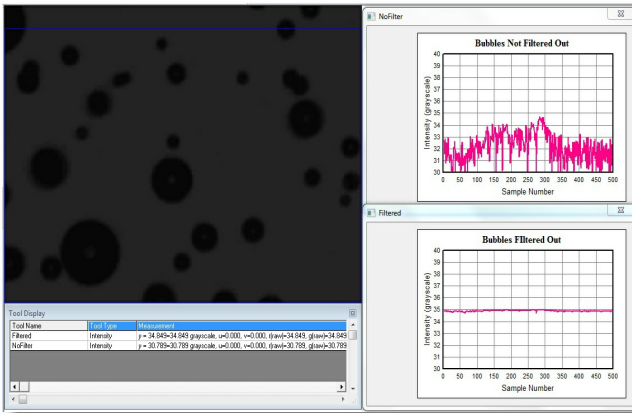 NoFilter
Bubbles Not Filtered Out
Intensity (grayscale)
40
39
38
37
36
35
34
33
32
31
30
0 50 100 150 200 250 300 350 400 450 500
Sample Number
Filtered
Bubbles FIltered Out
Intensity (grayscale)
40
39
38
37
36
35
34
33
32
31
30
0 50 100 150 200 250 300 350 400 450 500
Sample Number
Tool Display
Tool Name Tool Type Measurement
Filtered Intensity y = 34.849=34.849 grayscale, u=0.000, v=0.000, r(raw)=34.849, g(raw)=34.849
NoFilter Intensity y = 30.789=30.789 grayscale, u=0.000, v=0.000, r(raw)=30.789, g(raw)=30.789